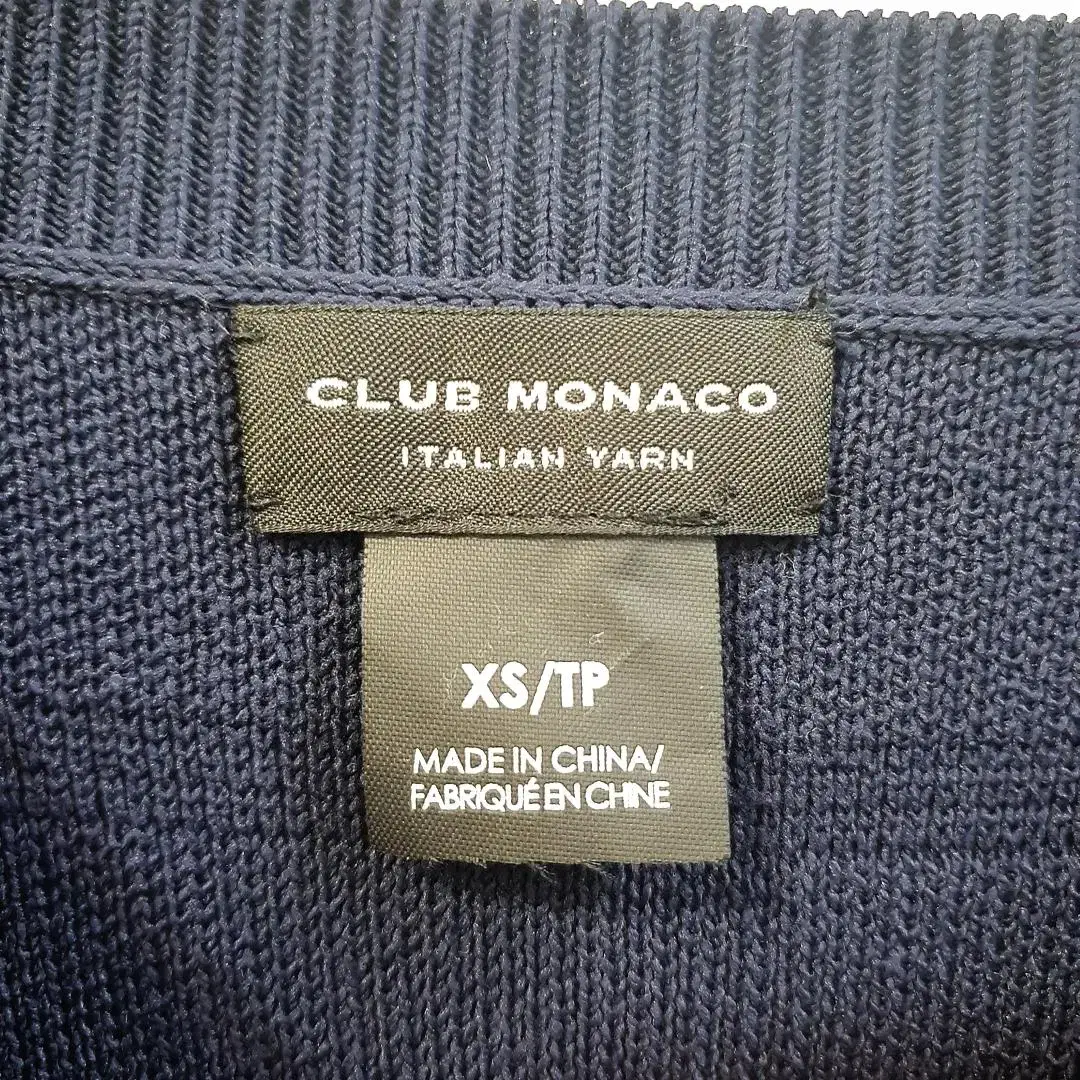 CLUB MONACO
ITALIAN YARN
XS/TP
MADE IN CHINA/
FABRIQUÉ EN CHINE